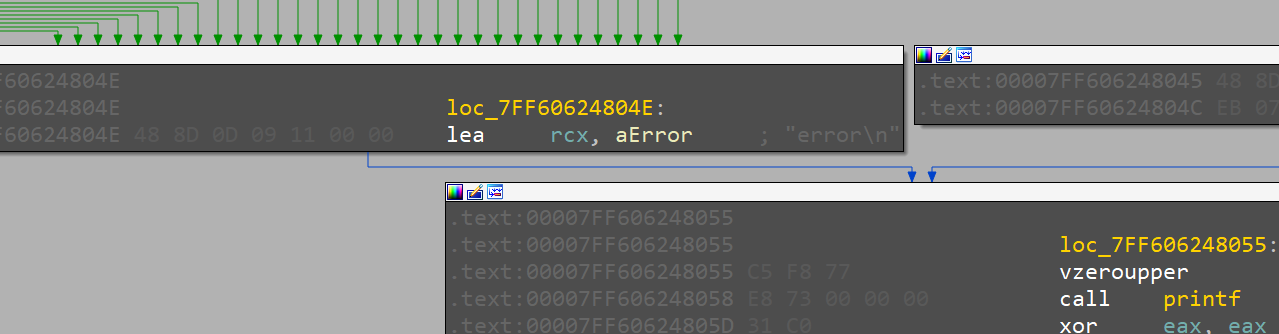 F60624804E
F60624804E
loc_7FF60624804E:
F60624804E 48 8D 0D 09 11 00 00 lea rcx, aError ; "error\n"
.text:00007FF606248045 48 8D
.text:00007FF60624804C EB 07
.text:00007FF606248055
.text:00007FF606248055
loc_7FF606248055:
.text:00007FF606248055 C5 F8 77 vzeroupper
.text:00007FF606248058 E8 73 00 00 00 call printf
.text:00007FF60624805D 31 C0 xor eax, eax